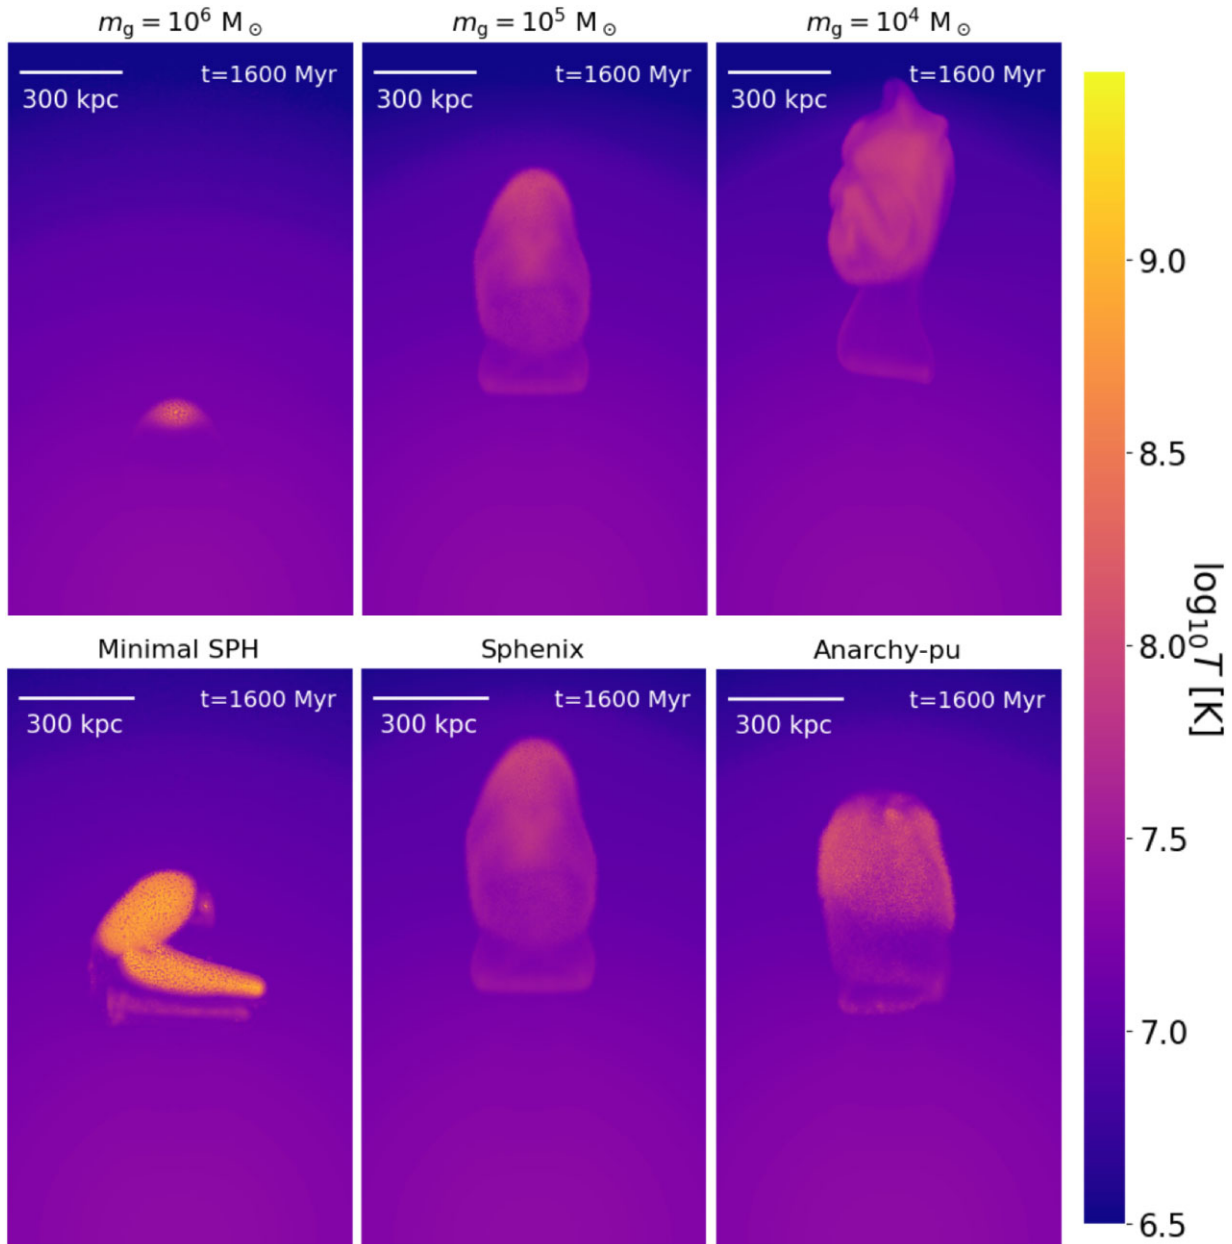 m_g = 10^6 M_⊙
m_g = 10^5 M_⊙
m_g = 10^4 M_⊙
t=1600 Myr
300 kpc
t=1600 Myr
300 kpc
t=1600 Myr
300 kpc
Minimal SPH
Sphenix
Anarchy-pu
t=1600 Myr
300 kpc
t=1600 Myr
300 kpc
t=1600 Myr
300 kpc
9.0
8.5
8.0
7.5
7.0
6.5
log_10 T [K]